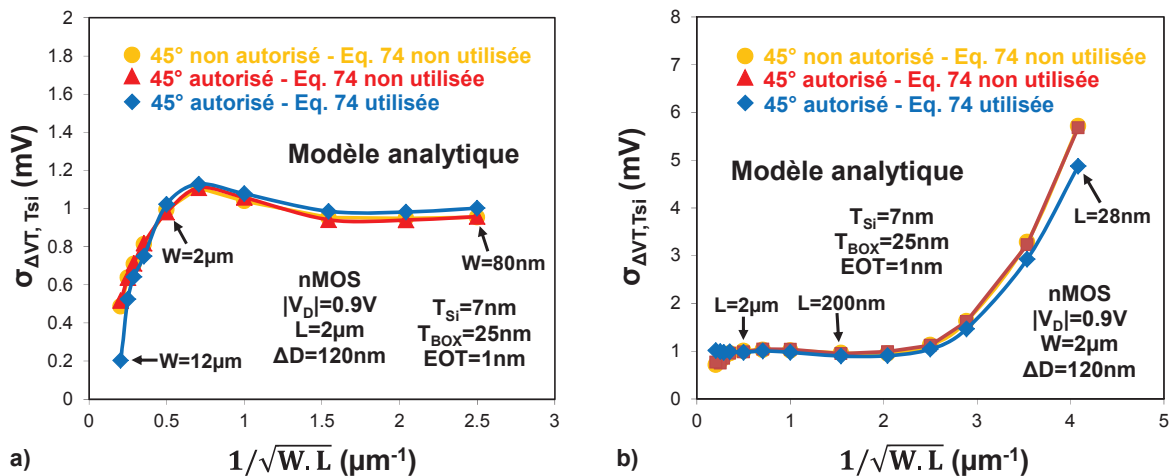 2
1.8
1.6
1.4
1.2
1
0.8
0.6
0.4
0.2
0
σΔVT, Tsi (mV)
45° non autorisé - Eq. 74 non utilisée
45° autorisé - Eq. 74 non utilisée
45° autorisé - Eq. 74 utilisée
Modèle analytique
W=2µm
W=80nm
W=12µm
nMOS
|VD|=0.9V
L=2µm
ΔD=120nm
TSi=7nm
TBOX=25nm
EOT=1nm
0 0.5 1 1.5 2 2.5 3
a) 1/√W. L (µm-1)
8
7
6
5
4
3
2
1
0
σΔVT,Tsi (mV)
45° non autorisé - Eq. 74 non utilisée
45° autorisé - Eq. 74 non utilisée
45° autorisé - Eq. 74 utilisée
Modèle analytique
TSi=7nm
TBOX=25nm
EOT=1nm
L=28nm
L=2µm
L=200nm
nMOS
|VD|=0.9V
W=2µm
ΔD=120nm
0 1 2 3 4 5
b) 1/√W. L (µm-1)